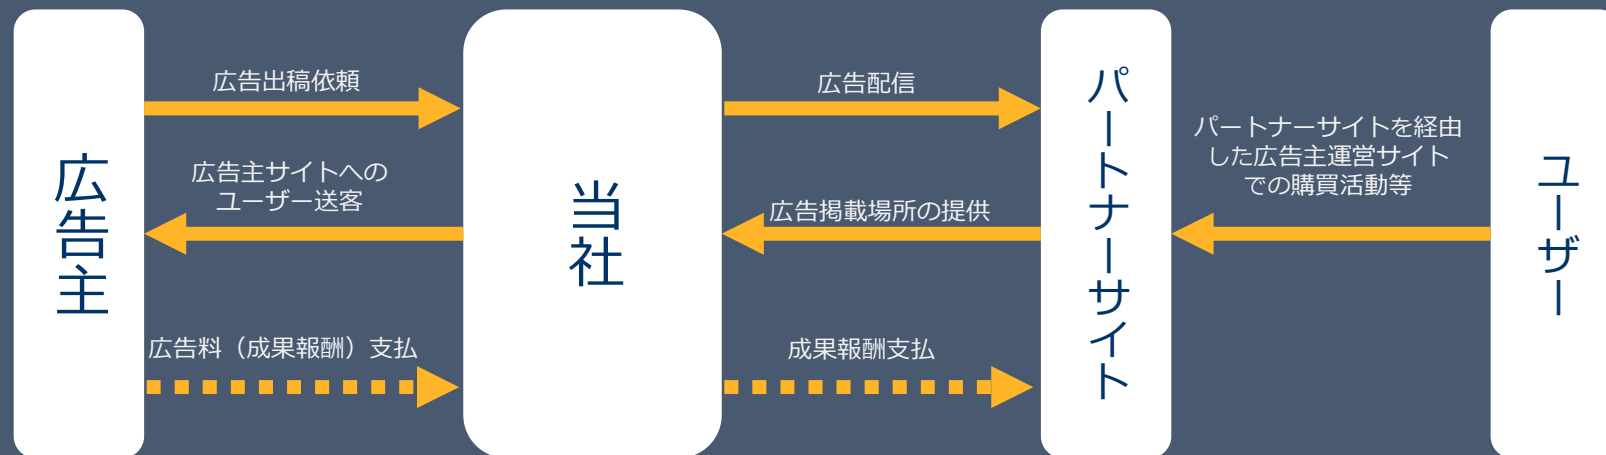 広告主
広告出稿依頼
広告主サイトへの
ユーザー送客
広告料（成果報酬）支払
当社
広告配信
広告掲載場所の提供
成果報酬支払
パートナーサイト
パートナーサイトを経由
した広告主運営サイト
での購買活動等
ユーザー